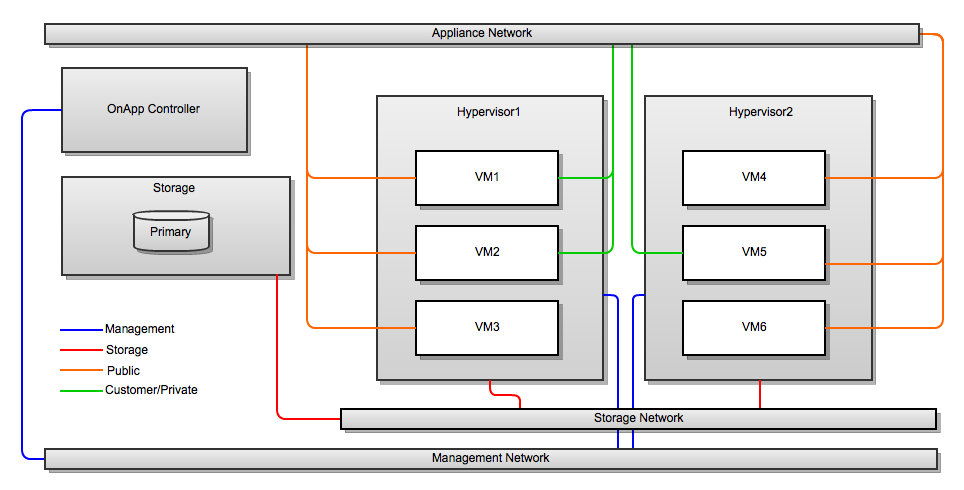 Appliance Network
OnApp Controller
Hypervisor1
Hypervisor2
Storage
Primary
VM1
VM4
VM2
VM5
VM3
VM6
Management
Storage
Public
Customer/Private
Storage Network
Management Network